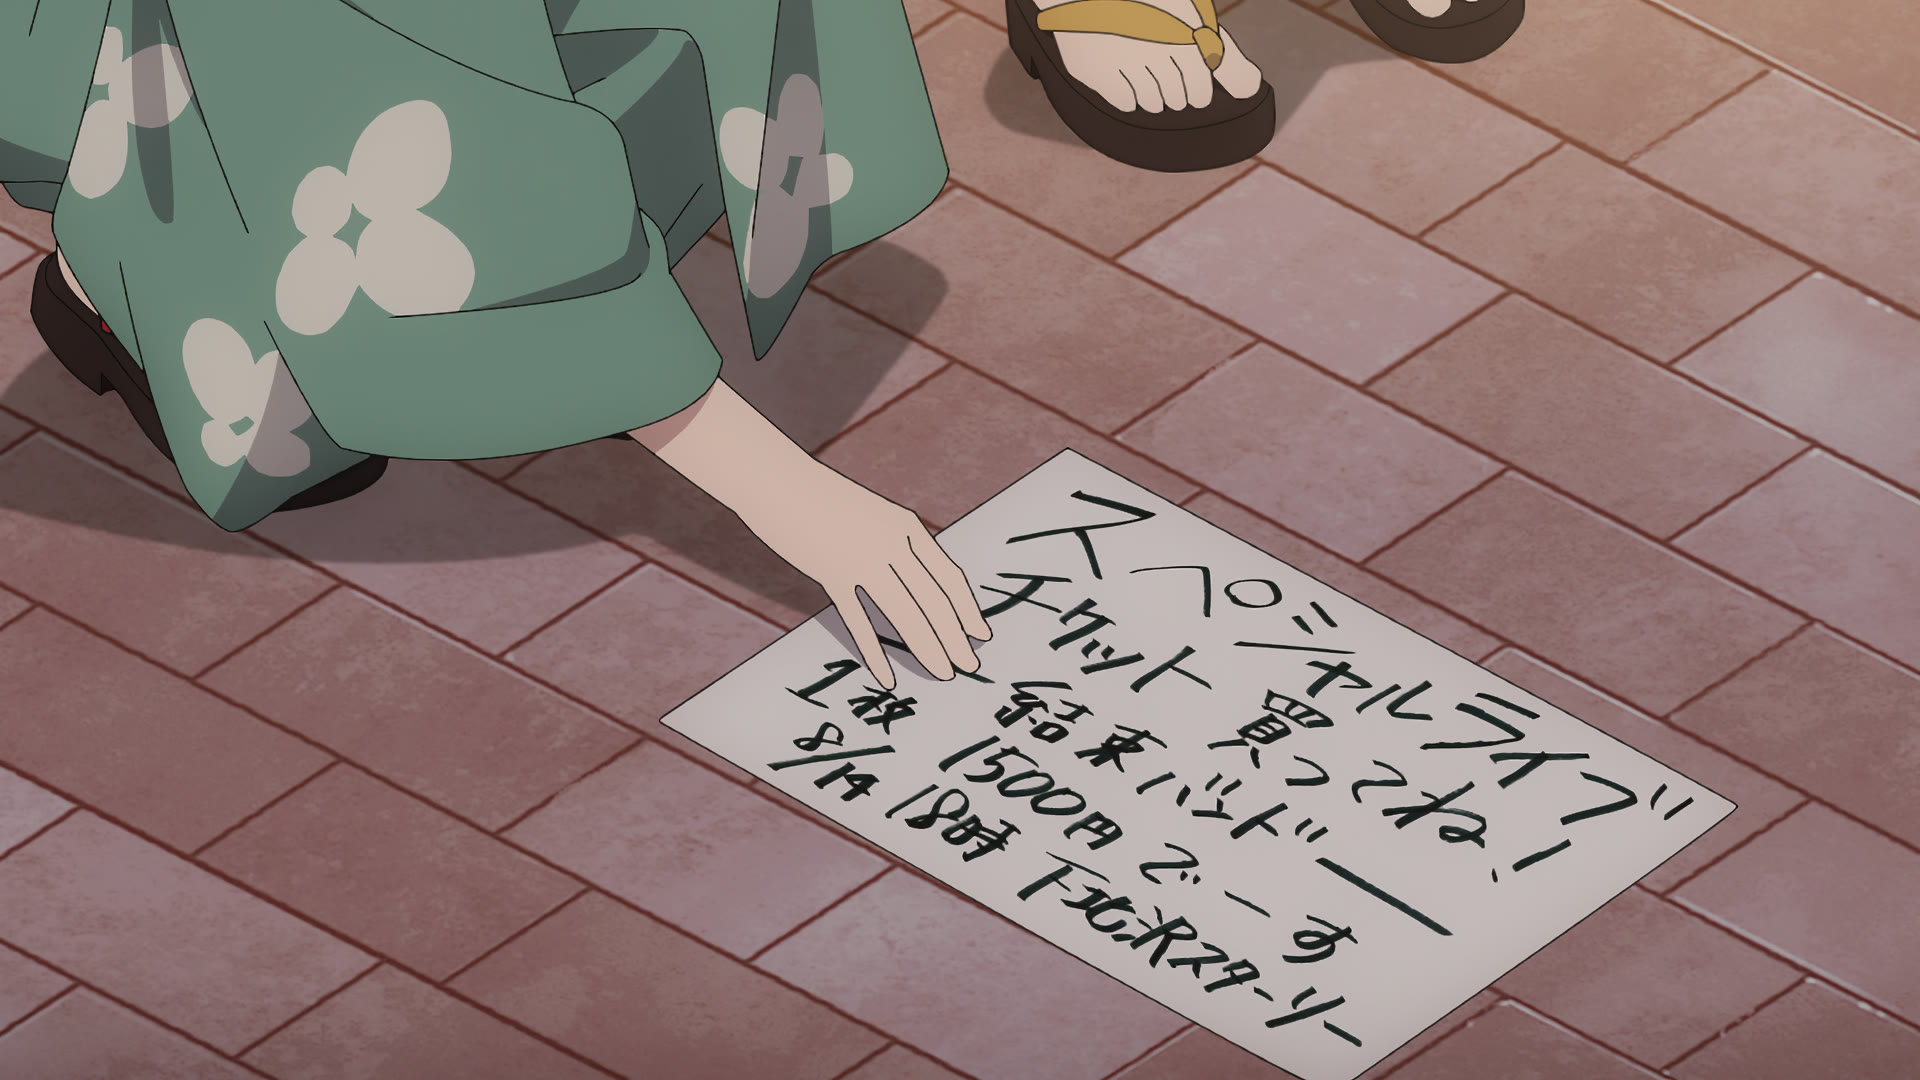 スペシャルライブ
チケット 買ってね!
ー 結束バンド ー
1枚 1500円 でーす
8/14 18時 下北沢スターリー